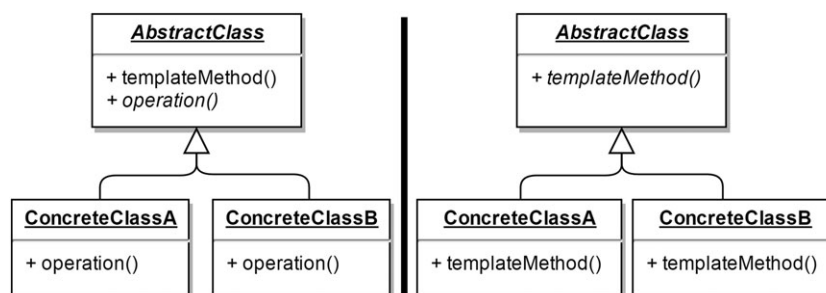 AbstractClass
+ templateMethod()
+ operation()
ConcreteClassA
+ operation()
ConcreteClassB
+ operation()
AbstractClass
+ templateMethod()
ConcreteClassA
+ templateMethod()
ConcreteClassB
+ templateMethod()